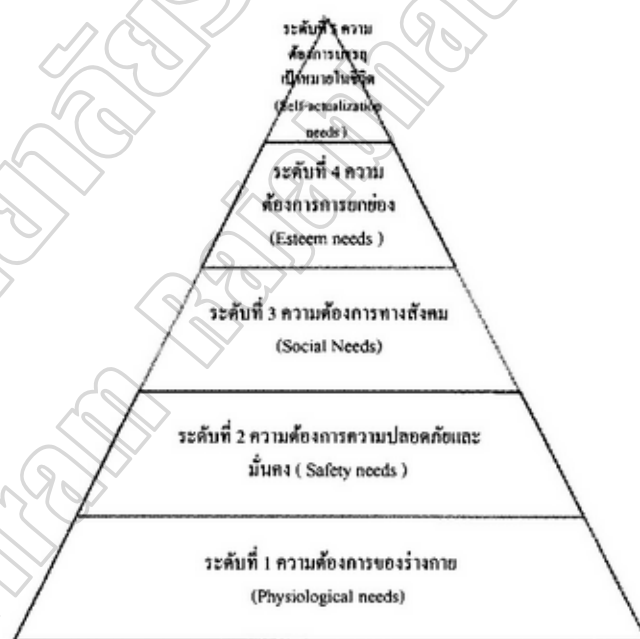 ระดับที่ 5 ความ
ต้องการบรรลุ
เป้าหมายในชีวิต
(Self-actualization
needs )
ระดับที่ 4 ความ
ต้องการการยกย่อง
(Esteem needs )
ระดับที่ 3 ความต้องการทางสังคม
(Social Needs)
ระดับที่ 2 ความต้องการความปลอดภัยและ
มั่นคง ( Safety needs )
ระดับที่ 1 ความต้องการของร่างกาย
(Physiological needs)